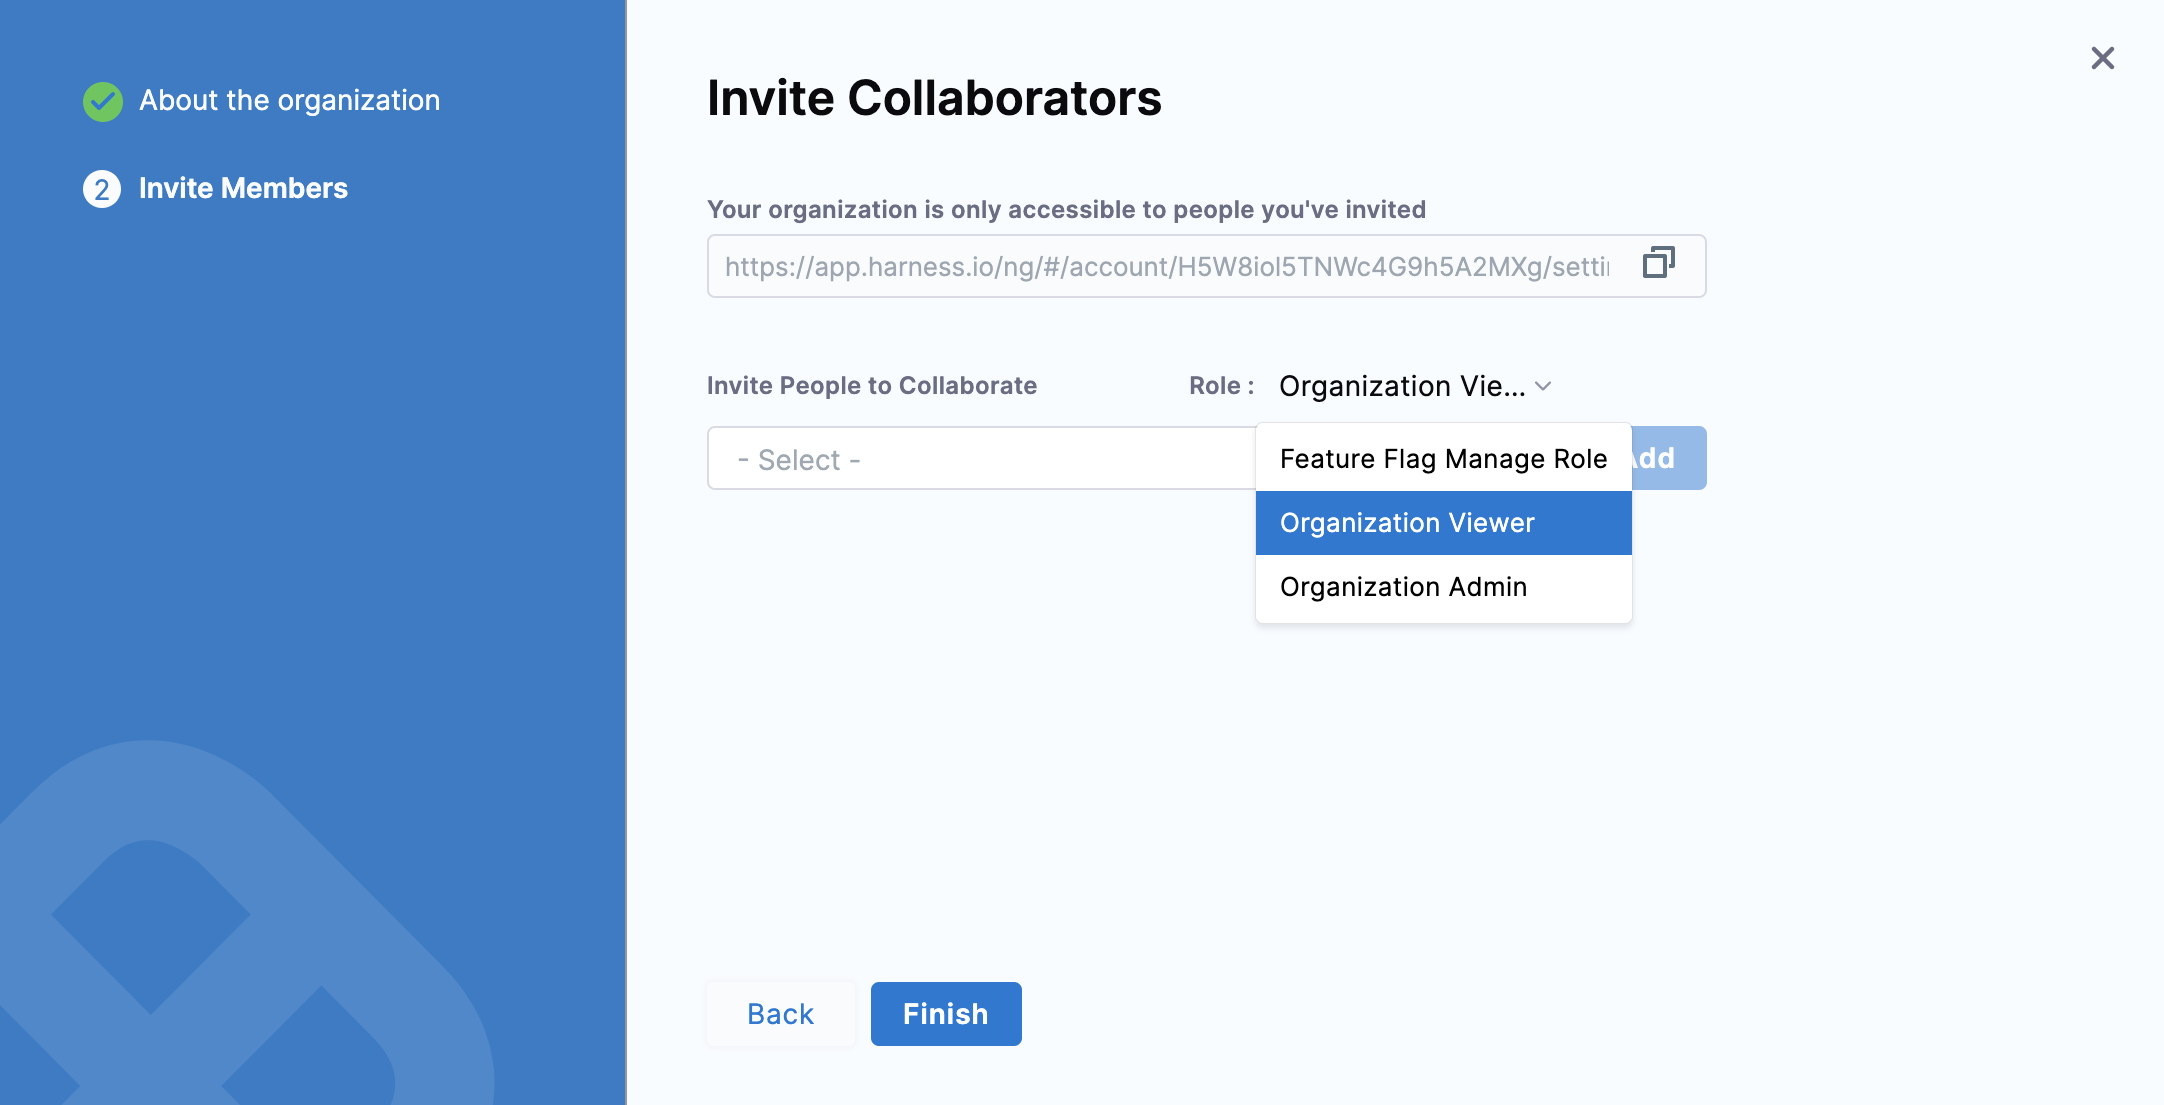 About the organization
2 Invite Members
Invite Collaborators
Your organization is only accessible to people you've invited
https://app.harness.io/ng/#/account/H5W8iol5TNWc4G9h5A2MXg/setti
Invite People to Collaborate
Role :
Organization Vie...
- Select -
Add
Feature Flag Manage Role
Organization Viewer
Organization Admin
Back
Finish